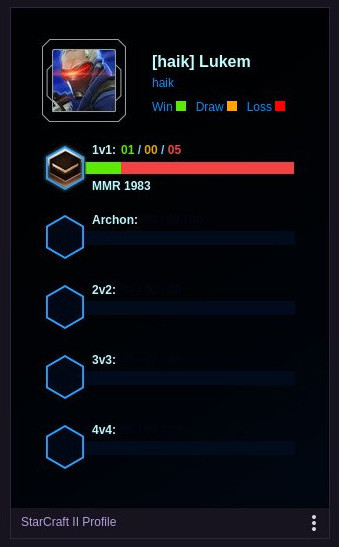 [haik] Lukem
haik
Win Draw Loss
1v1: 01 / 00 / 05
MMR 1983
Archon:
2v2:
3v3:
4v4:
StarCraft II Profile